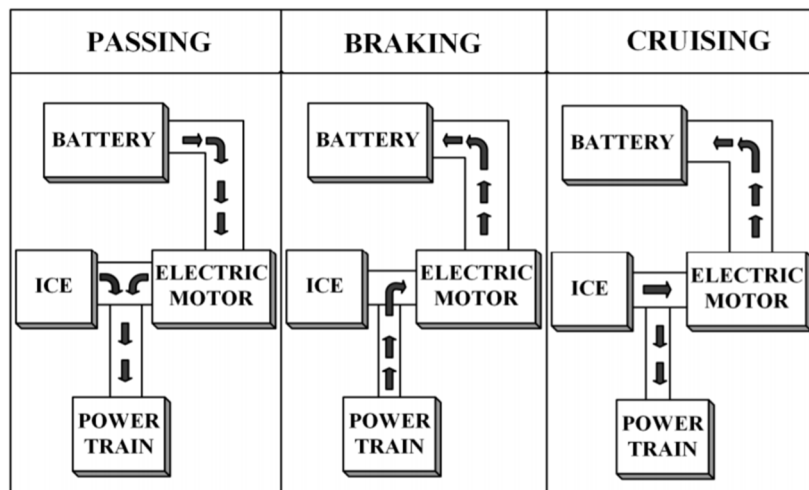 PASSING
BATTERY
ICE
ELECTRIC
MOTOR
POWER
TRAIN
BRAKING
BATTERY
ICE
ELECTRIC
MOTOR
POWER
TRAIN
CRUISING
BATTERY
ICE
ELECTRIC
MOTOR
POWER
TRAIN